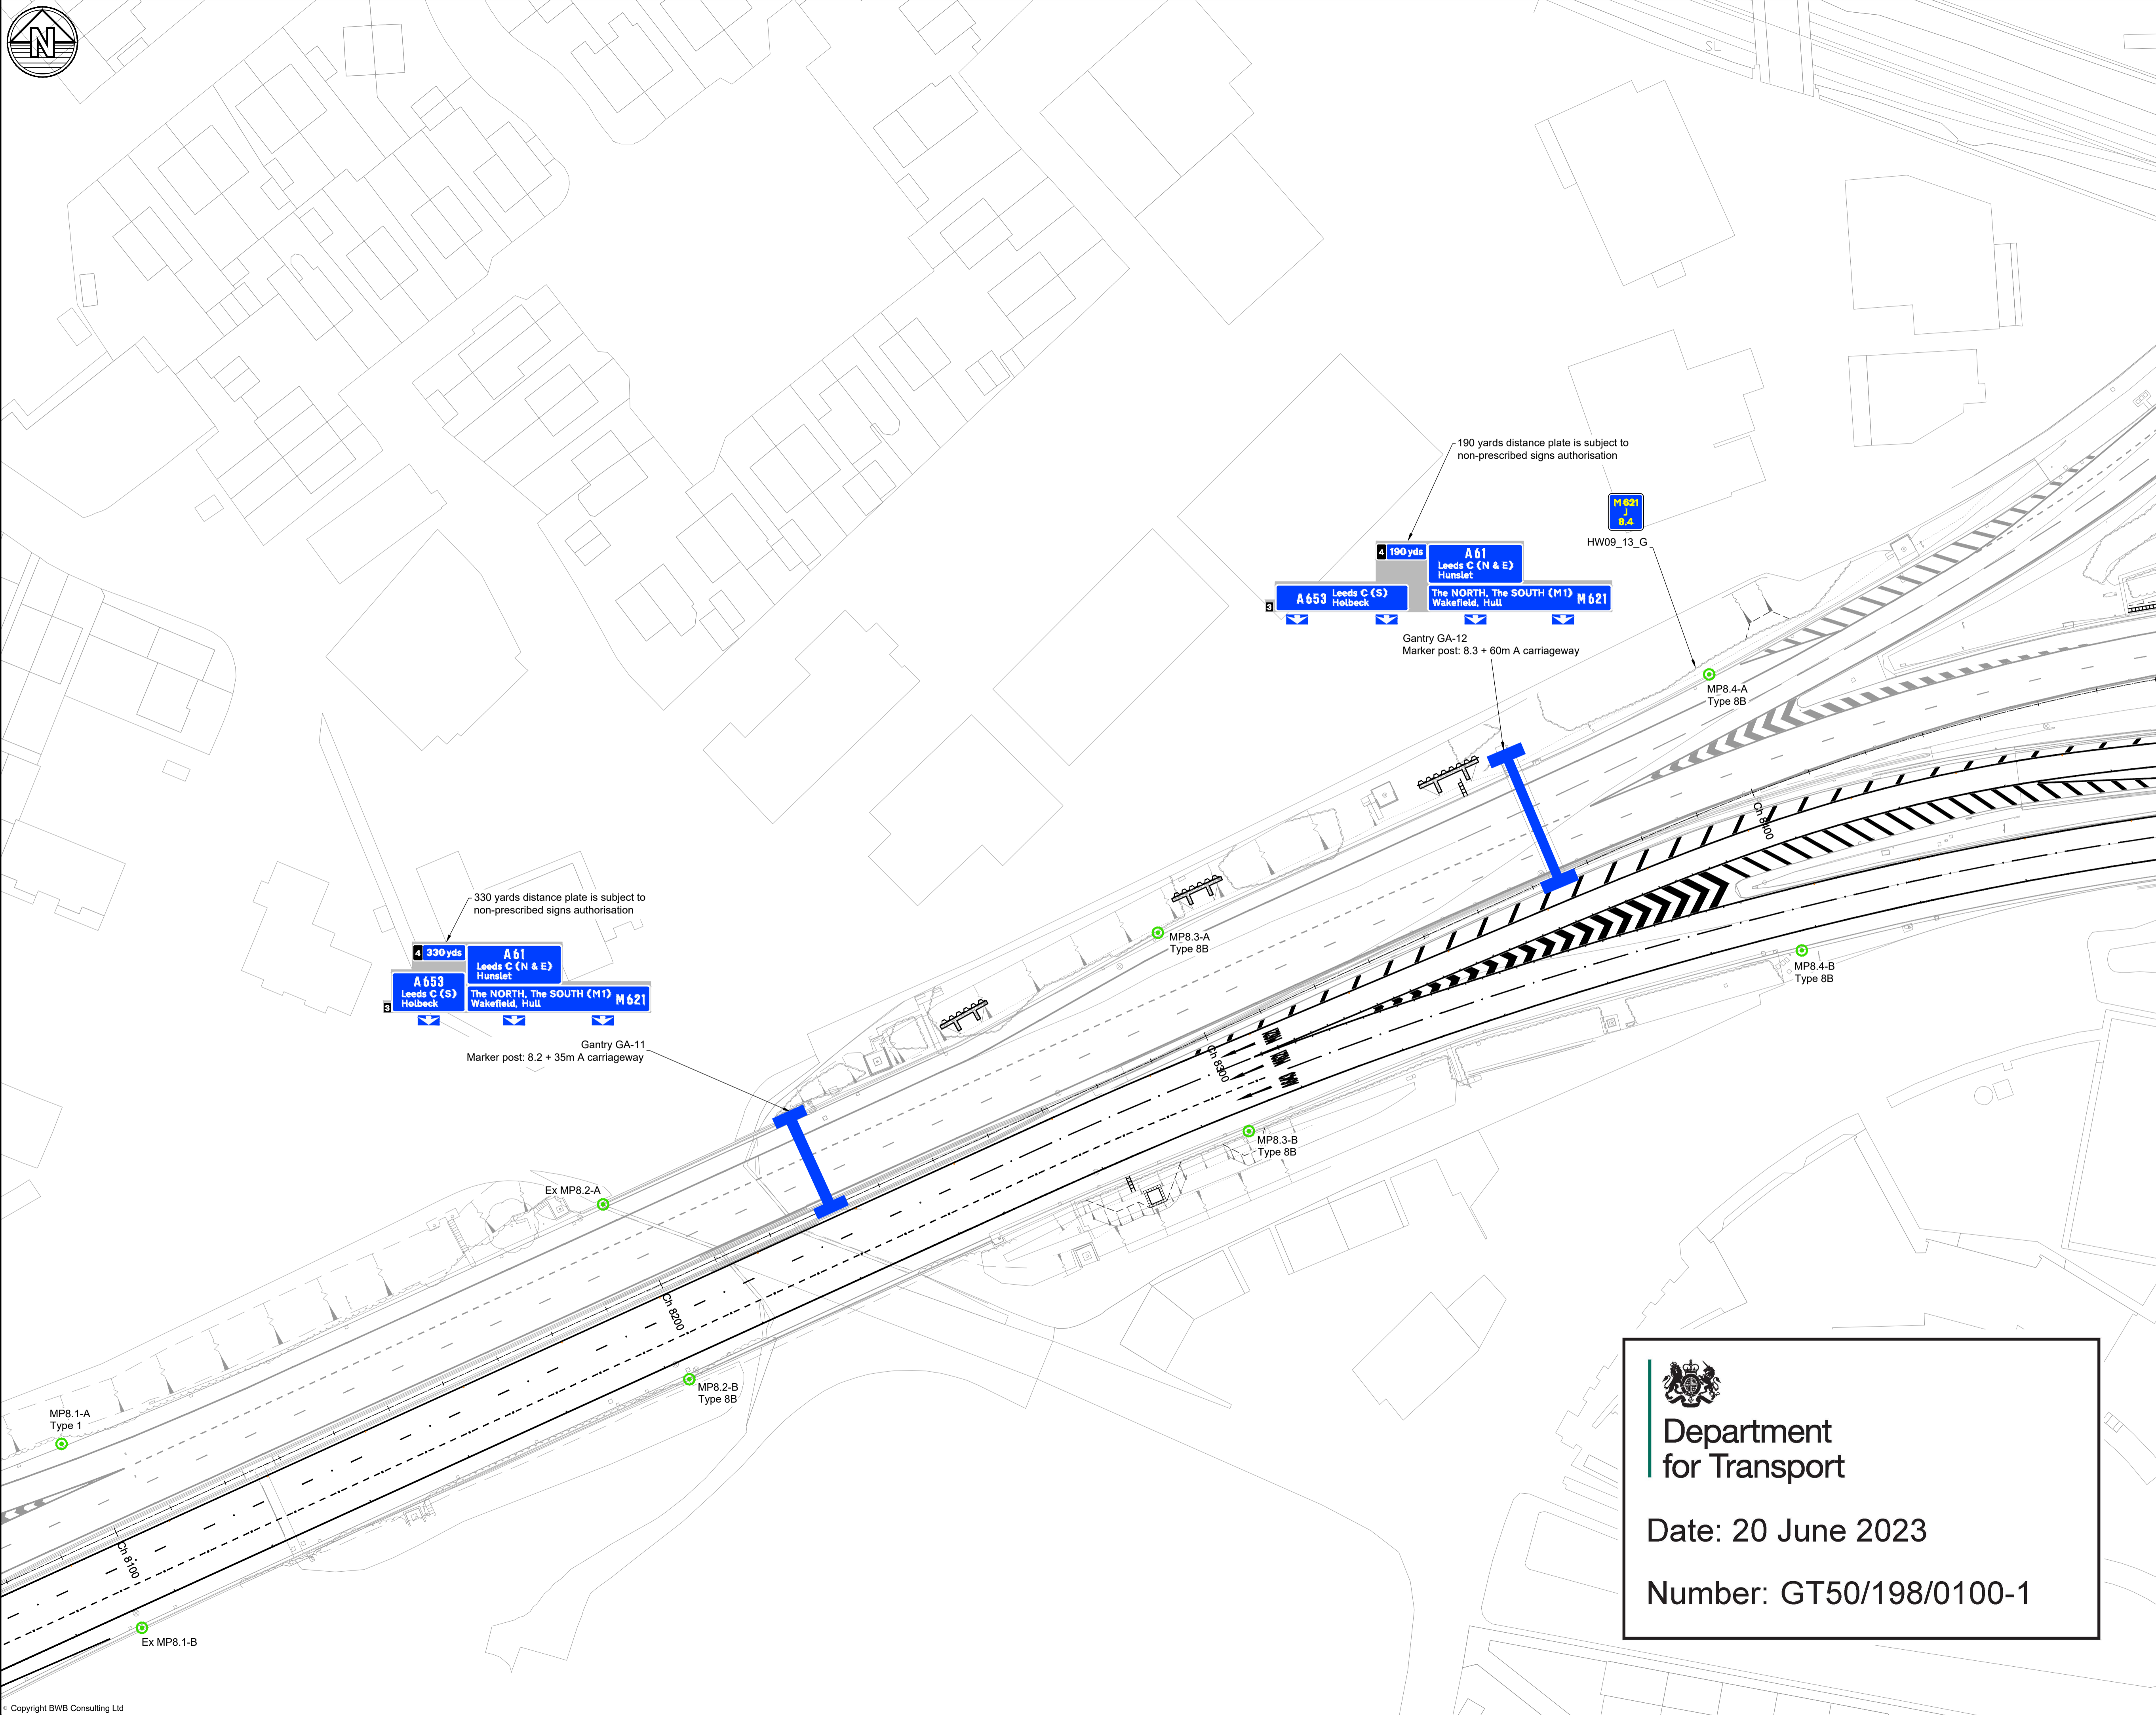 N
SL
190 yards distance plate is subject to
non-prescribed signs authorisation
M621
J
8.4
HW09_13_G
4 190 yds
A61
Leeds C (N & E)
Hunslet
3
A653 Leeds C (S)
Holbeck
The NORTH, The SOUTH (M1)
Wakefield, Hull
M621
Gantry GA-12
Marker post: 8.3 + 60m A carriageway
MP8.4-A
Type 8B
Ch 8400
330 yards distance plate is subject to
non-prescribed signs authorisation
4 330 yds
A61
Leeds C (N & E)
Hunslet
3
A653
Leeds C (S)
Holbeck
The NORTH, The SOUTH (M1)
Wakefield, Hull
M621
Gantry GA-11
Marker post: 8.2 + 35m A carriageway
MP8.3-A
Type 8B
MP8.4-B
Type 8B
Ch 8300
MP8.3-B
Type 8B
Ex MP8.2-A
Ch 8200
MP8.2-B
Type 8B
MP8.1-A
Type 1
Ch 8100
Ex MP8.1-B
Department
for Transport
Date: 20 June 2023
Number: GT50/198/0100-1
© Copyright BWB Consulting Ltd